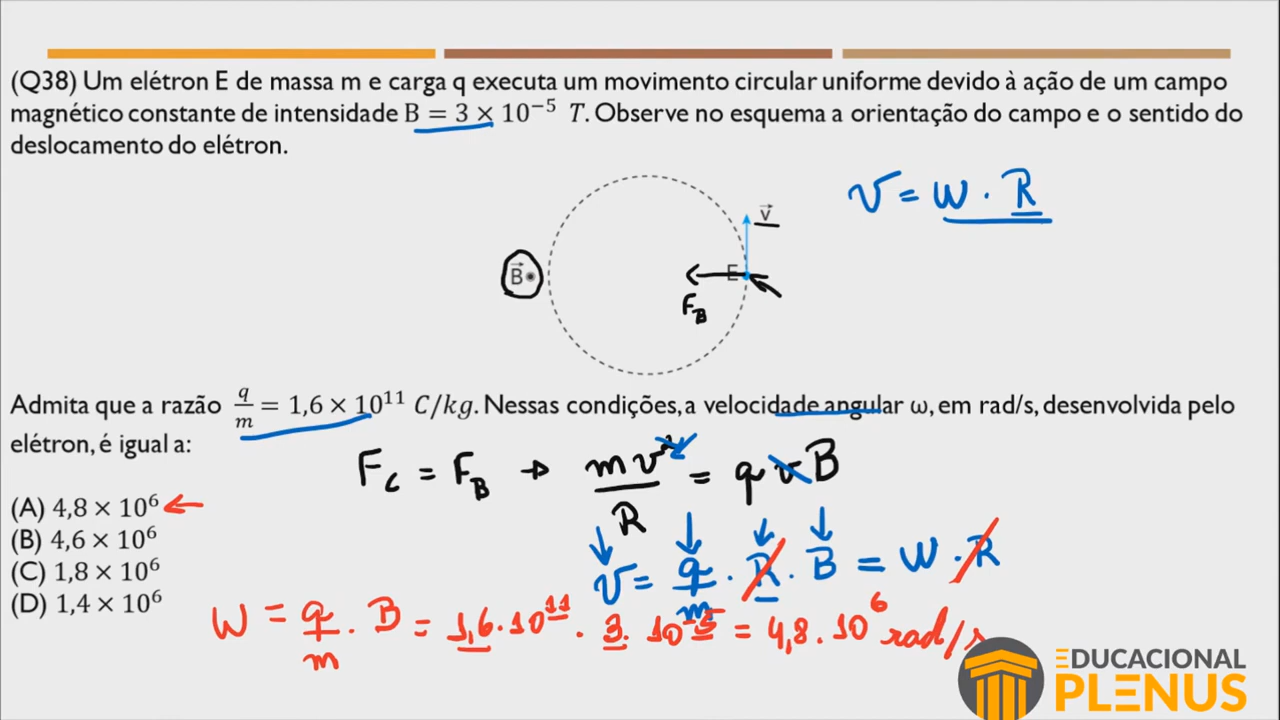 (Q38) Um elétron E de massa m e carga q executa um movimento circular uniforme devido à ação de um campo
magnético constante de intensidade B = 3 × 10⁻⁵ T. Observe no esquema a orientação do campo e o sentido do
deslocamento do elétron.
v = w · R
v⃗
B⃗
E
F_B
Admita que a razão q/m = 1,6 × 10¹¹ C/kg. Nessas condições, a velocidade angular ω, em rad/s, desenvolvida pelo
elétron, é igual a:
F_C = F_B → mv²/R = q v B
(A) 4,8 × 10⁶
(B) 4,6 × 10⁶
(C) 1,8 × 10⁶
(D) 1,4 × 10⁶
v = q/m · R · B = w · R
w = q/m · B = 1,6 · 10¹¹ · 3 · 10⁻⁵ = 4,8 · 10⁶ rad/s
EDUCACIONAL
PLENUS